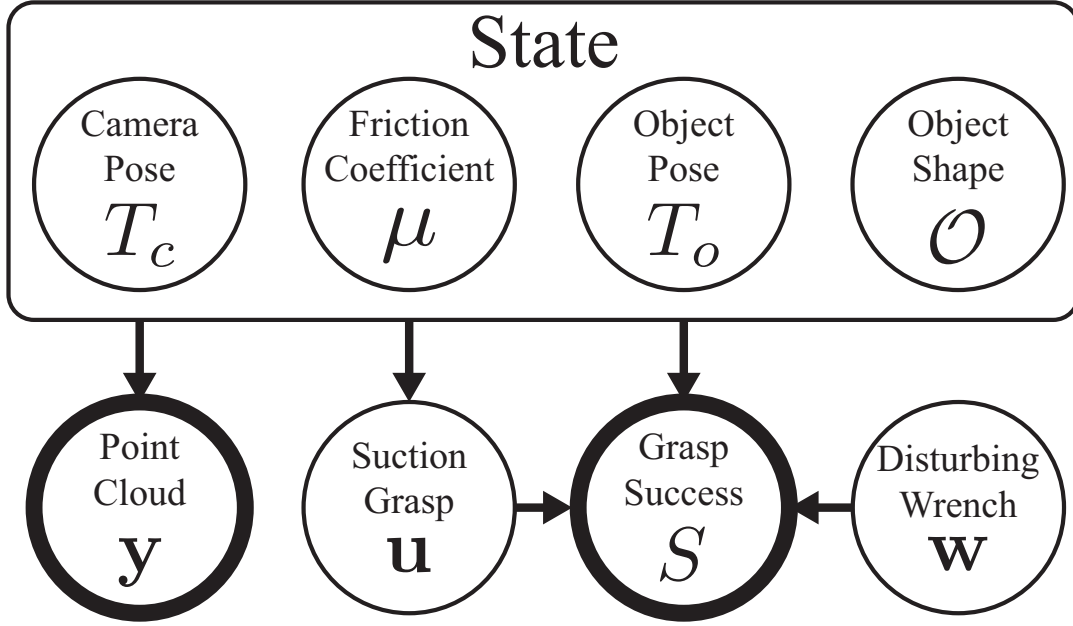 State
Camera
Pose
T_c
Friction
Coefficient
μ
Object
Pose
T_o
Object
Shape
𝒪
Point
Cloud
y
Suction
Grasp
u
Grasp
Success
S
Disturbing
Wrench
w